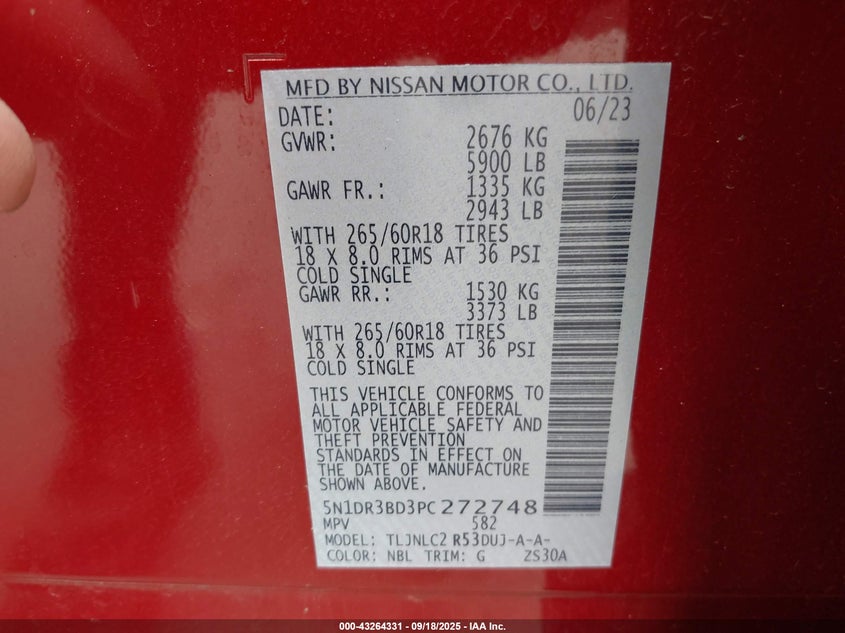 MFD BY NISSAN MOTOR CO., LTD.
DATE: 06/23
GVWR: 2676 KG
5900 LB
GAWR FR.: 1335 KG
2943 LB
WITH 265/60R18 TIRES
18 X 8.0 RIMS AT 36 PSI
COLD SINGLE
GAWR RR.: 1530 KG
3373 LB
WITH 265/60R18 TIRES
18 X 8.0 RIMS AT 36 PSI
COLD SINGLE
THIS VEHICLE CONFORMS TO
ALL APPLICABLE FEDERAL
MOTOR VEHICLE SAFETY AND
THEFT PREVENTION
STANDARDS IN EFFECT ON
THE DATE OF MANUFACTURE
SHOWN ABOVE.
5N1DR3BD3PC272748
MPV 582
MODEL: TLJNLC2 R53DUJ-A-A-
COLOR: NBL TRIM: G ZS30A
000-43264331 - 09/18/2025 - IAA Inc.